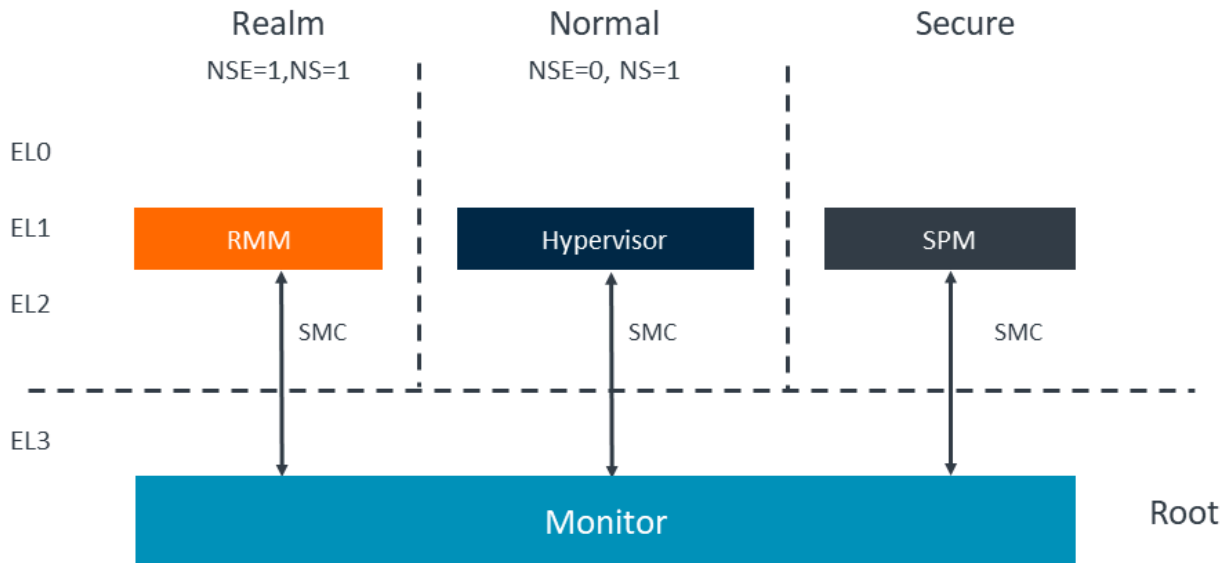 Realm
Normal
Secure
NSE=1,NS=1
NSE=0, NS=1
EL0
EL1
RMM
Hypervisor
SPM
EL2
SMC
SMC
SMC
EL3
Monitor
Root